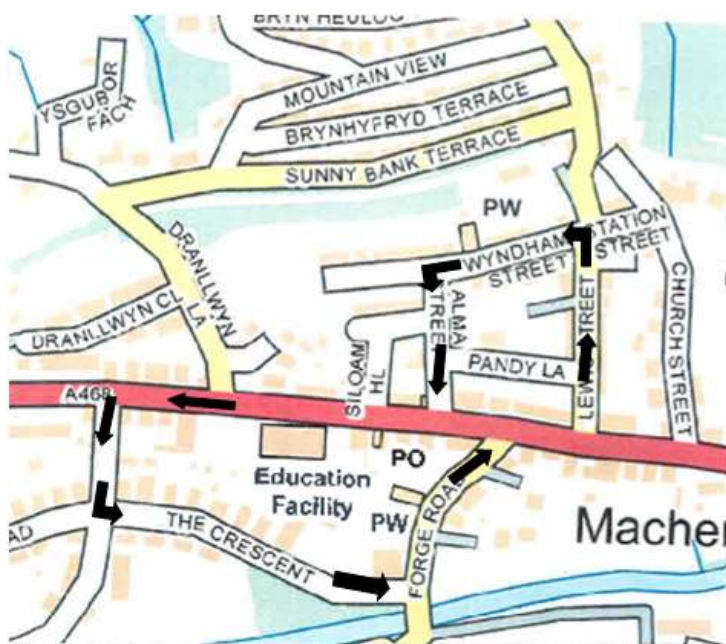 BRYN HEULOG
MOUNTAIN VIEW
YSGUBOR
FACH
BRYNHYFRYD TERRACE
SUNNY BANK TERRACE
PW
DRANLLWYN
LA
STATION
STREET
WYNDHAM
STREET
DRANLLWYN CL
ALMA
STREET
CHURCH STREET
SILOAM
HL
PANDY LA
LEWIS STREET
A468
Education
Facility
PO
PW
FORGE ROAD
THE CRESCENT
AD
Machen